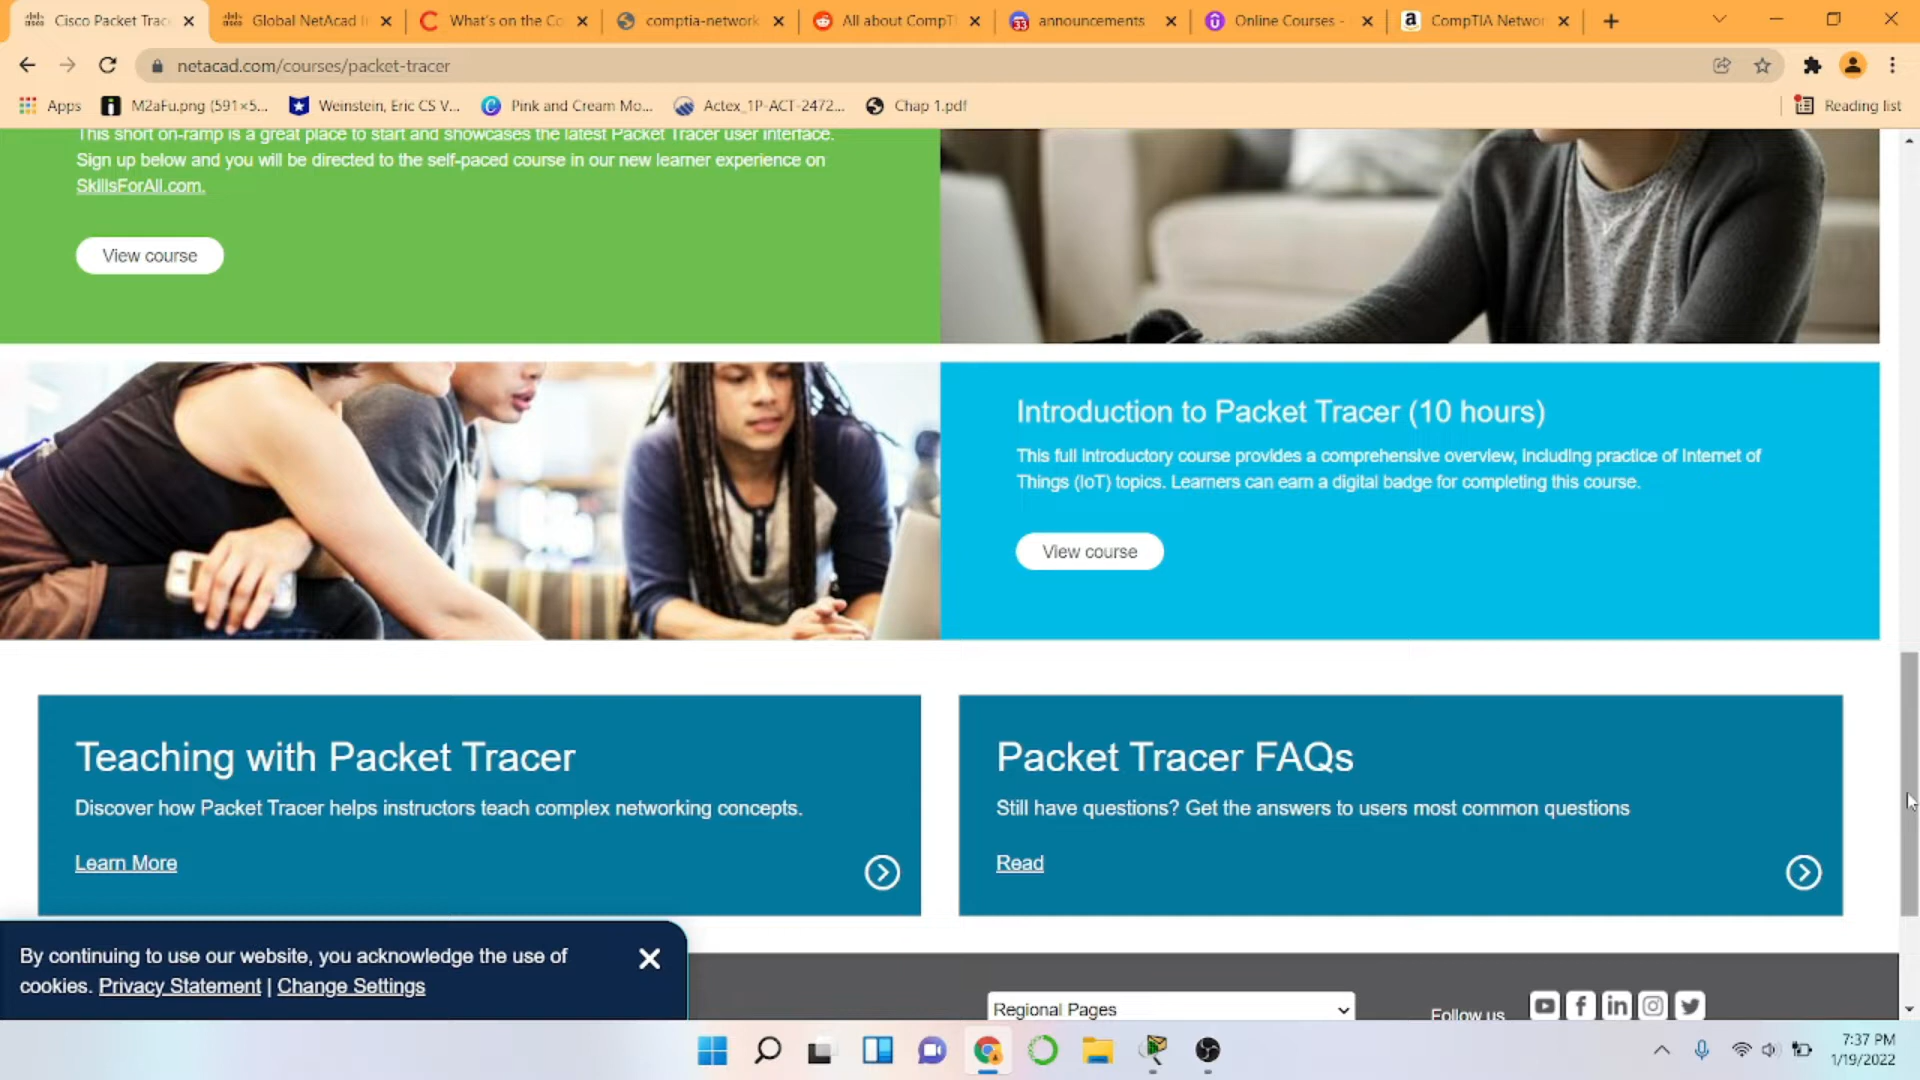 Cisco Packet Trac
Global NetAcad I
What's on the Co
comptia-network
All about CompT
announcements
Online Courses -
CompTIA Networ
netacad.com/courses/packet-tracer
Apps
M2aFu.png (591×5...
Weinstein, Eric CS V...
Pink and Cream Mo...
Actex_1P-ACT-2472...
Chap 1.pdf
Reading list
This short on-ramp is a great place to start and showcases the latest Packet Tracer user interface.
Sign up below and you will be directed to the self-paced course in our new learner experience on
SkillsForAll.com.
View course
Introduction to Packet Tracer (10 hours)
This full introductory course provides a comprehensive overview, including practice of Internet of
Things (IoT) topics. Learners can earn a digital badge for completing this course.
View course
Teaching with Packet Tracer
Discover how Packet Tracer helps instructors teach complex networking concepts.
Learn More
Packet Tracer FAQs
Still have questions? Get the answers to users most common questions
Read
By continuing to use our website, you acknowledge the use of
cookies. Privacy Statement | Change Settings
Regional Pages
Follow us
7:37 PM
1/19/2022